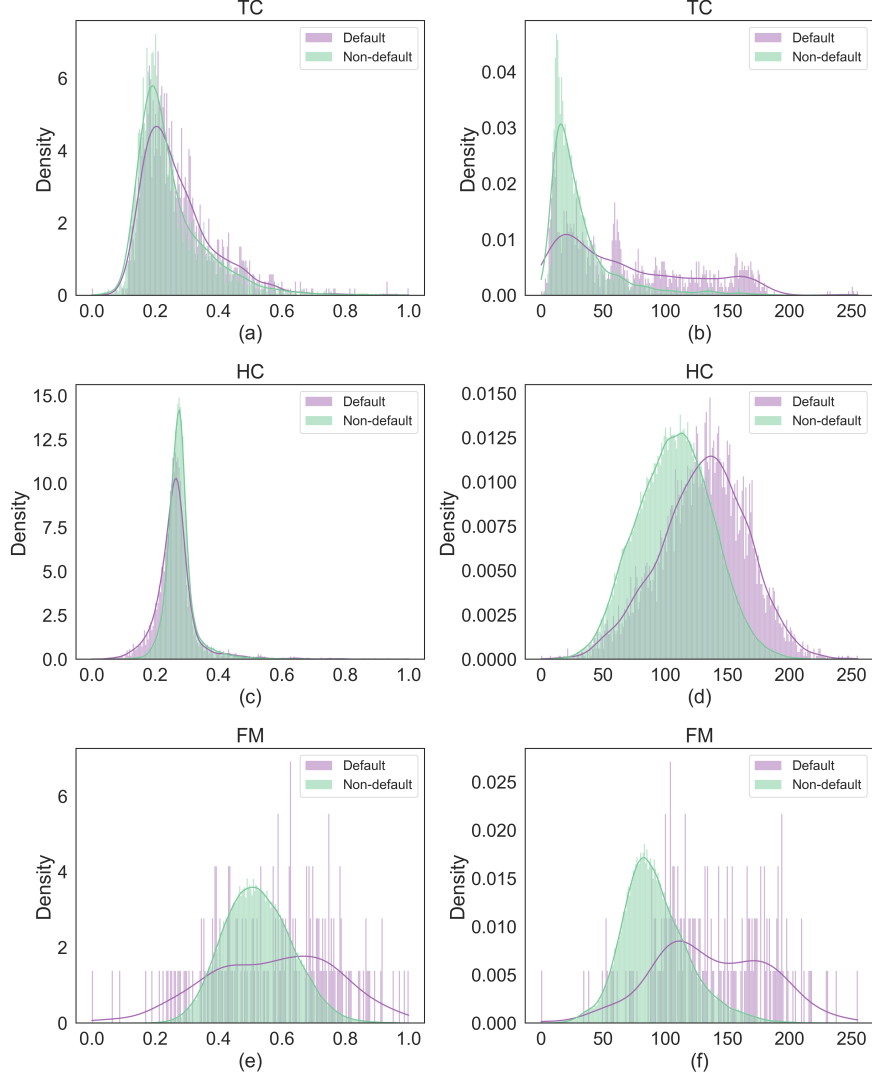 TC
Default
Non-default
Density
6
4
2
0
0.0 0.2 0.4 0.6 0.8 1.0
(a)
TC
Default
Non-default
Density
0.04
0.03
0.02
0.01
0.00
0 50 100 150 200 250
(b)
HC
Default
Non-default
Density
15.0
12.5
10.0
7.5
5.0
2.5
0.0
0.0 0.2 0.4 0.6 0.8 1.0
(c)
HC
Default
Non-default
Density
0.0150
0.0125
0.0100
0.0075
0.0050
0.0025
0.0000
0 50 100 150 200 250
(d)
FM
Default
Non-default
Density
6
4
2
0
0.0 0.2 0.4 0.6 0.8 1.0
(e)
FM
Default
Non-default
Density
0.025
0.020
0.015
0.010
0.005
0.000
0 50 100 150 200 250
(f)